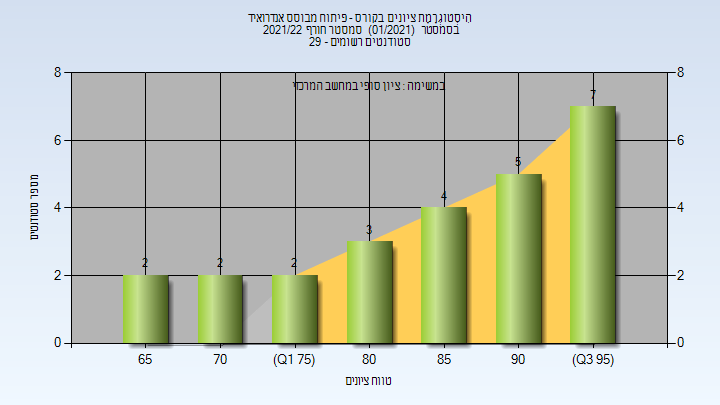 היסטוגרמת ציונים בקורס - פיתוח מבוסס אנדרואיד
בסמסטר (01/2021) סמסטר חורף 2021/22
סטודנטים רשומים - 29
במשימה : ציון סופי במחשב המרכזי
8 8
7
6 6
5
מספר סטודנטים
4 4 4
3
2 2 2 2 2
0 0
65 70 (Q1 75) 80 85 90 (Q3 95)
טווח ציונים